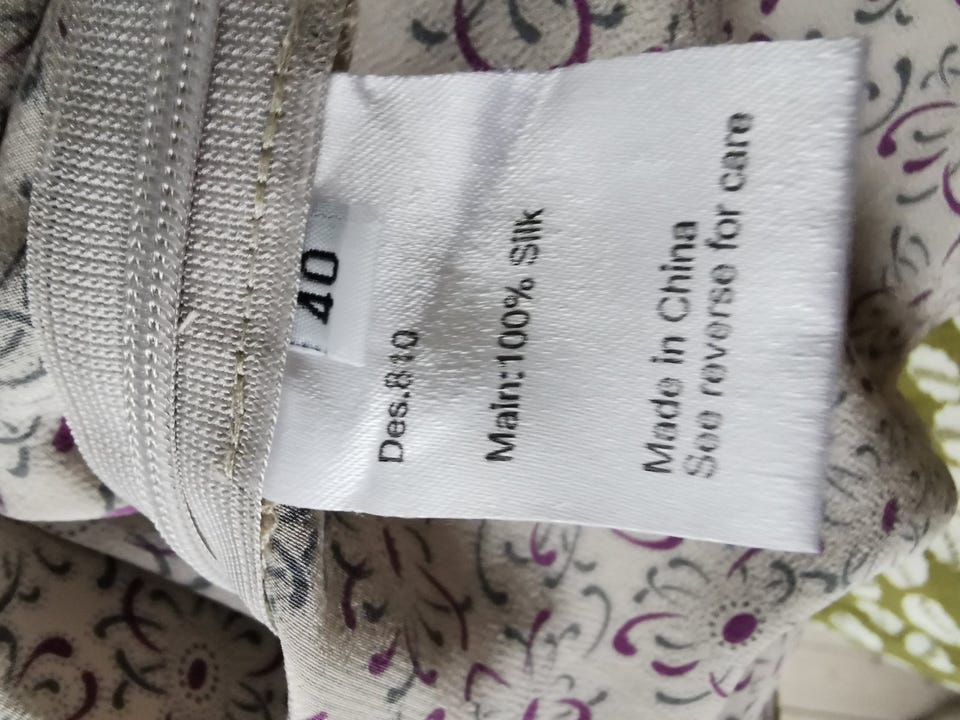 40
Des.810
Main:100% Silk
Made in China
See reverse for care